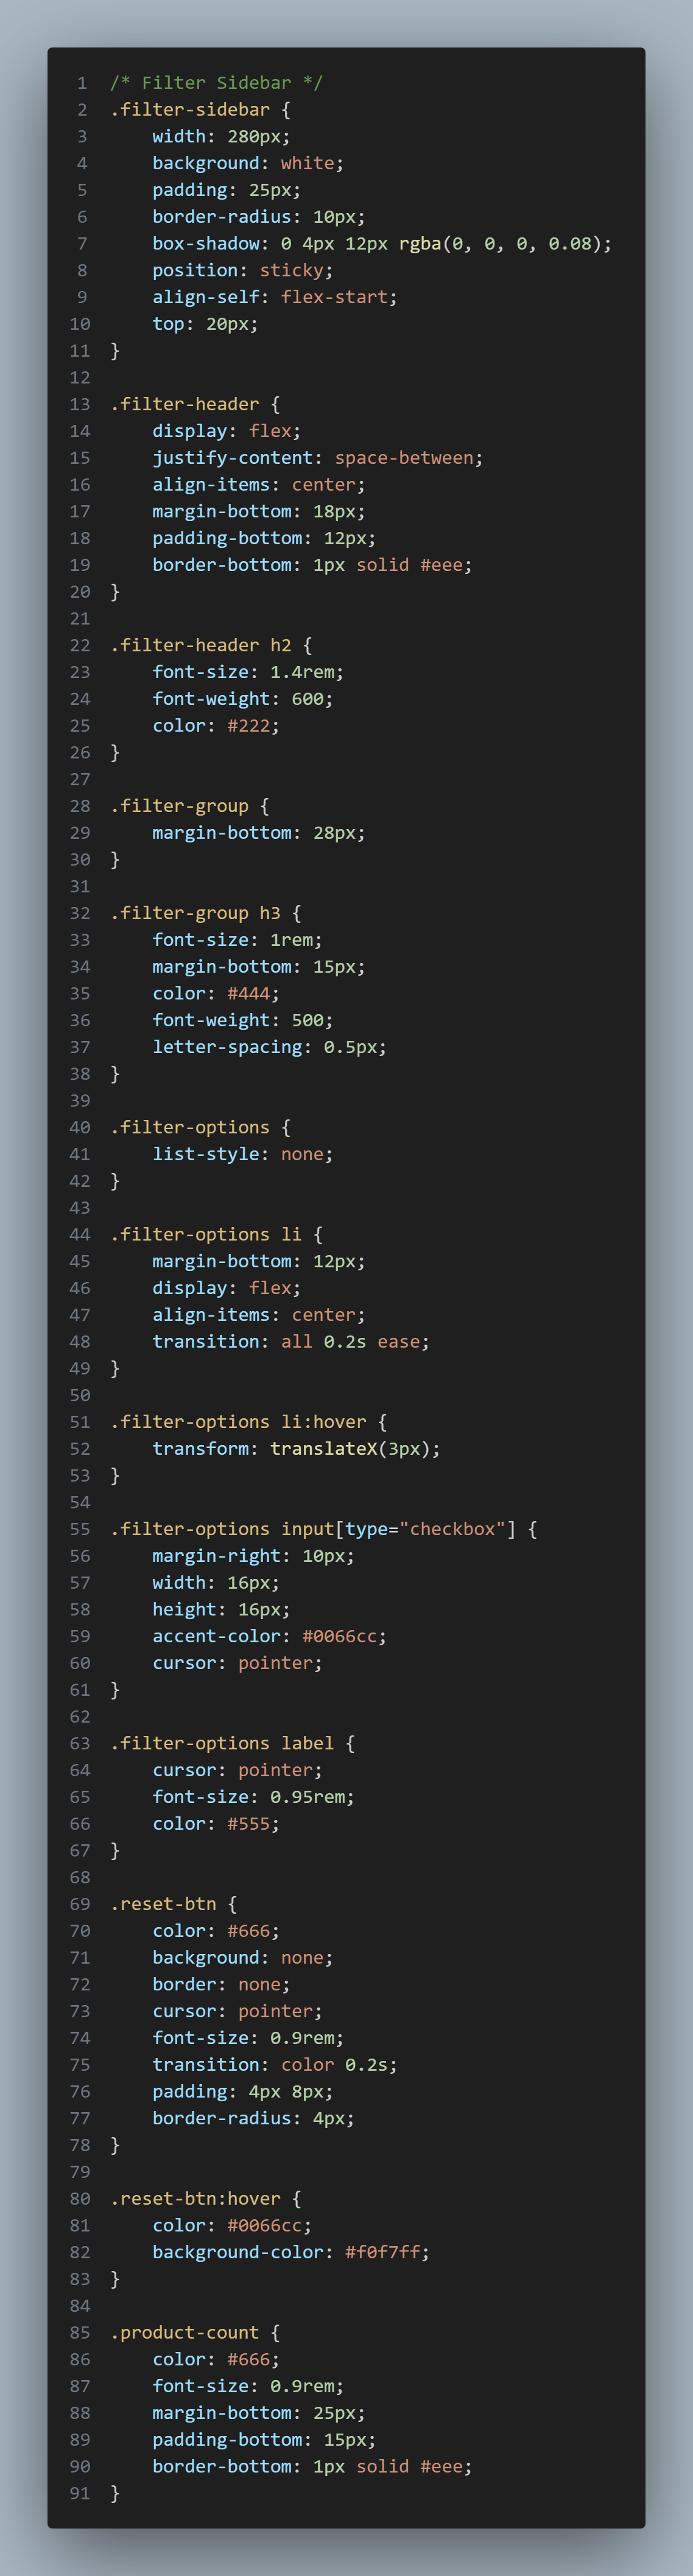 1 /* Filter Sidebar */
2 .filter-sidebar {
3     width: 280px;
4     background: white;
5     padding: 25px;
6     border-radius: 10px;
7     box-shadow: 0 4px 12px rgba(0, 0, 0, 0.08);
8     position: sticky;
9     align-self: flex-start;
10     top: 20px;
11 }
12
13 .filter-header {
14     display: flex;
15     justify-content: space-between;
16     align-items: center;
17     margin-bottom: 18px;
18     padding-bottom: 12px;
19     border-bottom: 1px solid #eee;
20 }
21
22 .filter-header h2 {
23     font-size: 1.4rem;
24     font-weight: 600;
25     color: #222;
26 }
27
28 .filter-group {
29     margin-bottom: 28px;
30 }
31
32 .filter-group h3 {
33     font-size: 1rem;
34     margin-bottom: 15px;
35     color: #444;
36     font-weight: 500;
37     letter-spacing: 0.5px;
38 }
39
40 .filter-options {
41     list-style: none;
42 }
43
44 .filter-options li {
45     margin-bottom: 12px;
46     display: flex;
47     align-items: center;
48     transition: all 0.2s ease;
49 }
50
51 .filter-options li:hover {
52     transform: translateX(3px);
53 }
54
55 .filter-options input[type="checkbox"] {
56     margin-right: 10px;
57     width: 16px;
58     height: 16px;
59     accent-color: #0066cc;
60     cursor: pointer;
61 }
62
63 .filter-options label {
64     cursor: pointer;
65     font-size: 0.95rem;
66     color: #555;
67 }
68
69 .reset-btn {
70     color: #666;
71     background: none;
72     border: none;
73     cursor: pointer;
74     font-size: 0.9rem;
75     transition: color 0.2s;
76     padding: 4px 8px;
77     border-radius: 4px;
78 }
79
80 .reset-btn:hover {
81     color: #0066cc;
82     background-color: #f0f7ff;
83 }
84
85 .product-count {
86     color: #666;
87     font-size: 0.9rem;
88     margin-bottom: 25px;
89     padding-bottom: 15px;
90     border-bottom: 1px solid #eee;
91 }